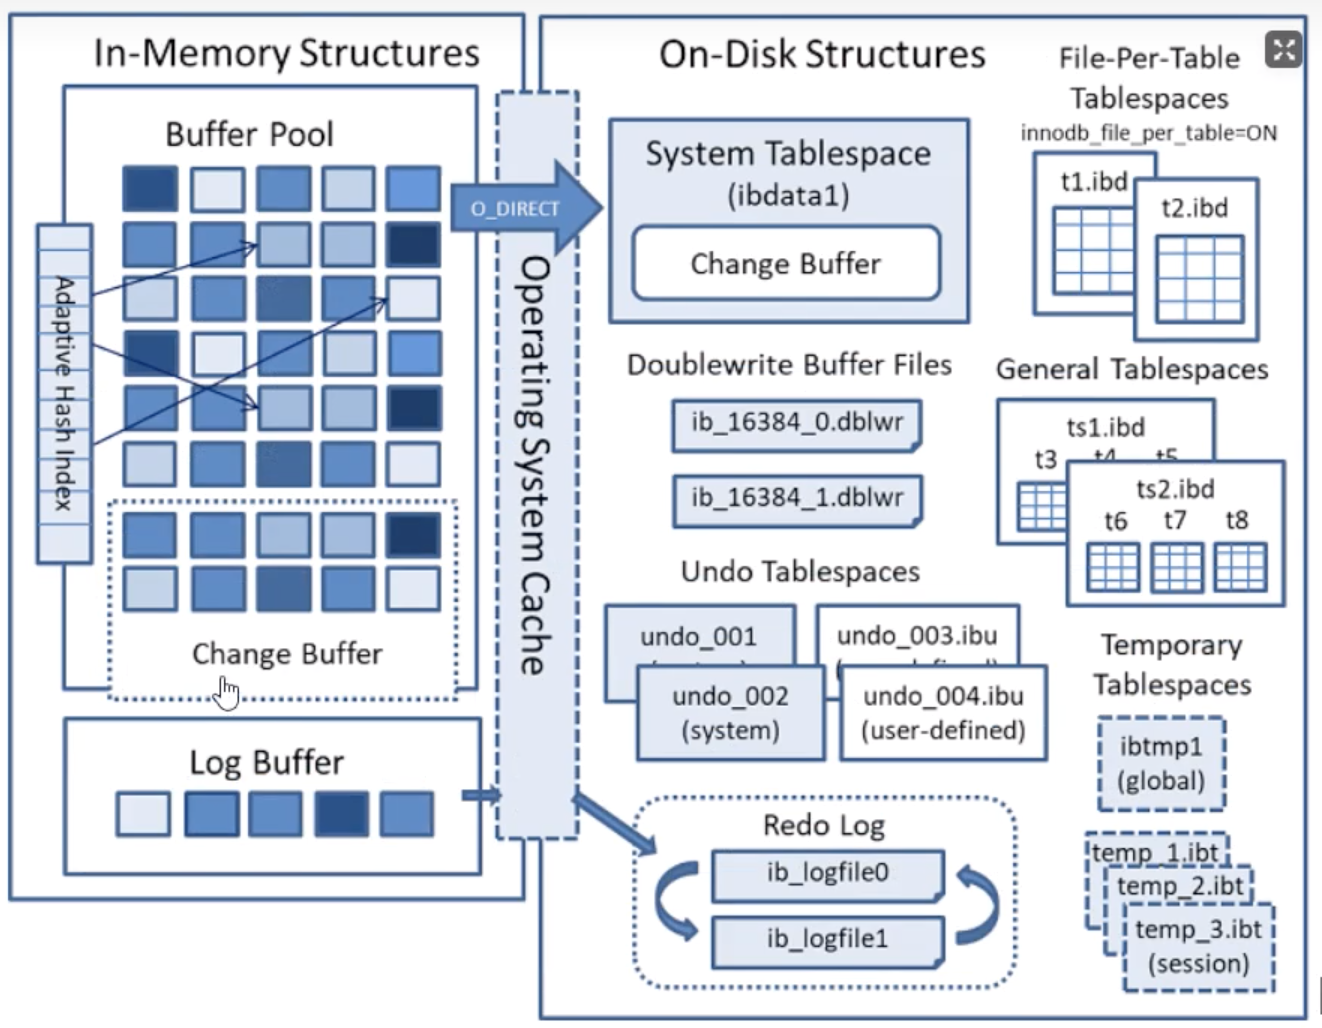 In-Memory Structures
Buffer Pool
Adaptive Hash Index
Change Buffer
Log Buffer
O_DIRECT
Operating System Cache
On-Disk Structures
System Tablespace
(ibdata1)
Change Buffer
Doublewrite Buffer Files
ib_16384_0.dblwr
ib_16384_1.dblwr
Undo Tablespaces
undo_001
undo_002
(system)
undo_003.ibu
undo_004.ibu
(user-defined)
Redo Log
ib_logfile0
ib_logfile1
File-Per-Table
Tablespaces
innodb_file_per_table=ON
t1.ibd
t2.ibd
General Tablespaces
ts1.ibd
t3 t4 t5
ts2.ibd
t6 t7 t8
Temporary
Tablespaces
ibtmp1
(global)
temp_1.ibt
temp_2.ibt
temp_3.ibt
(session)